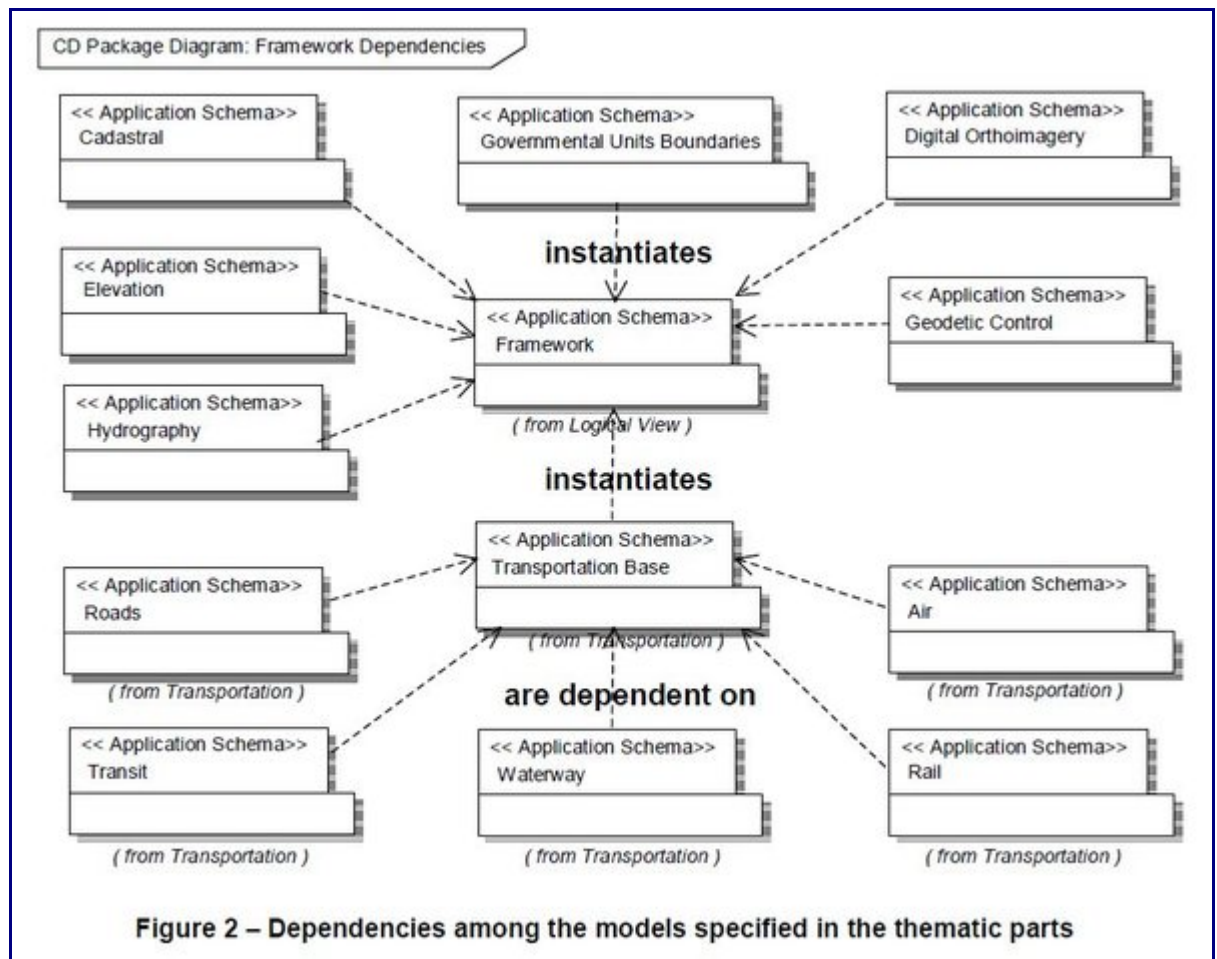 CD Package Diagram: Framework Dependencies
<< Application Schema>>
Cadastral
<< Application Schema>>
Governmental Units Boundaries
<< Application Schema>>
Digital Orthoimagery
instantiates
<< Application Schema>>
Elevation
<< Application Schema>>
Framework
( from Logical View )
<< Application Schema>>
Geodetic Control
<< Application Schema>>
Hydrography
instantiates
<< Application Schema>>
Transportation Base
( from Transportation )
<< Application Schema>>
Roads
( from Transportation )
<< Application Schema>>
Air
( from Transportation )
are dependent on
<< Application Schema>>
Transit
( from Transportation )
<< Application Schema>>
Waterway
( from Transportation )
<< Application Schema>>
Rail
( from Transportation )
Figure 2 – Dependencies among the models specified in the thematic parts